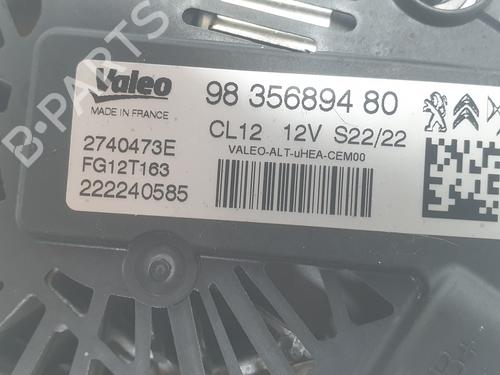 Valeo
MADE IN FRANCE
98 356894 80
CL12 12V S22/22
VALEO-ALT-uHEA-CEM00
2740473E
FG12T163
222240585
B-PARTS